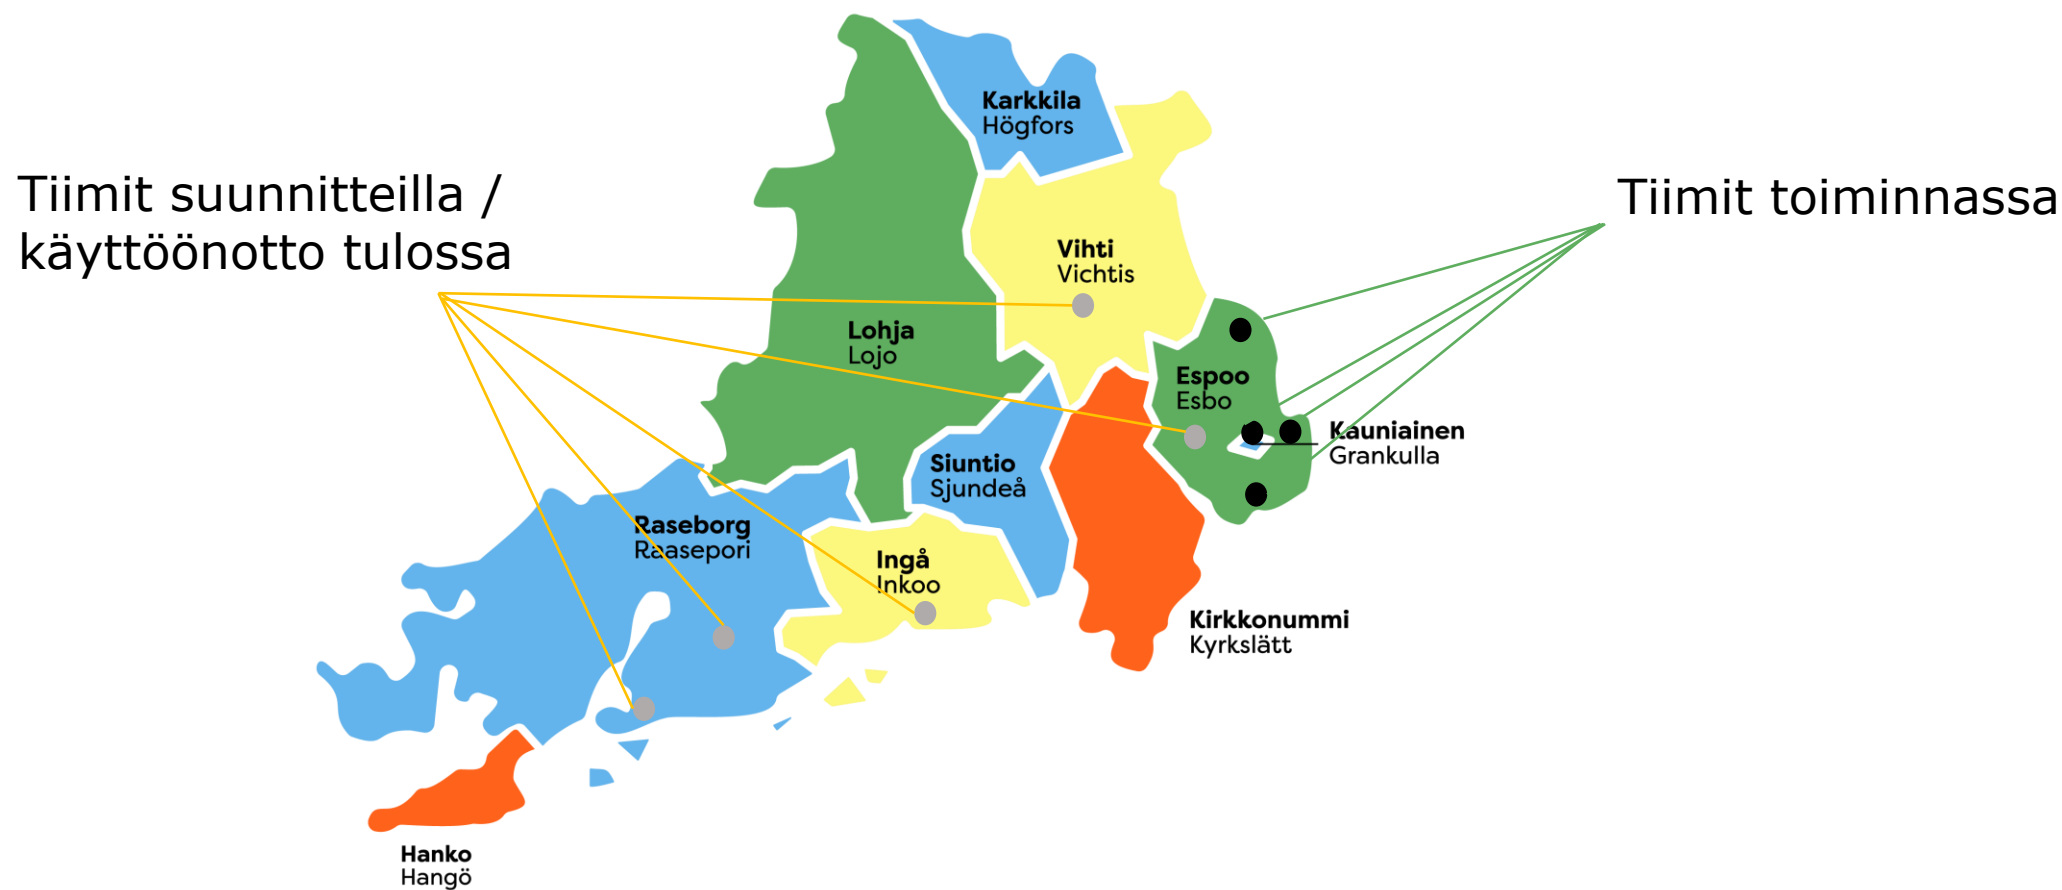 Tiimit suunnitteilla /
käyttöönotto tulossa
Tiimit toiminnassa
Karkkila
Högfors
Vihti
Vichtis
Lohja
Lojo
Espoo
Esbo
Kauniainen
Grankulla
Siuntio
Sjundeå
Raseborg
Raasepori
Ingå
Inkoo
Kirkkonummi
Kyrkslätt
Hanko
Hangö